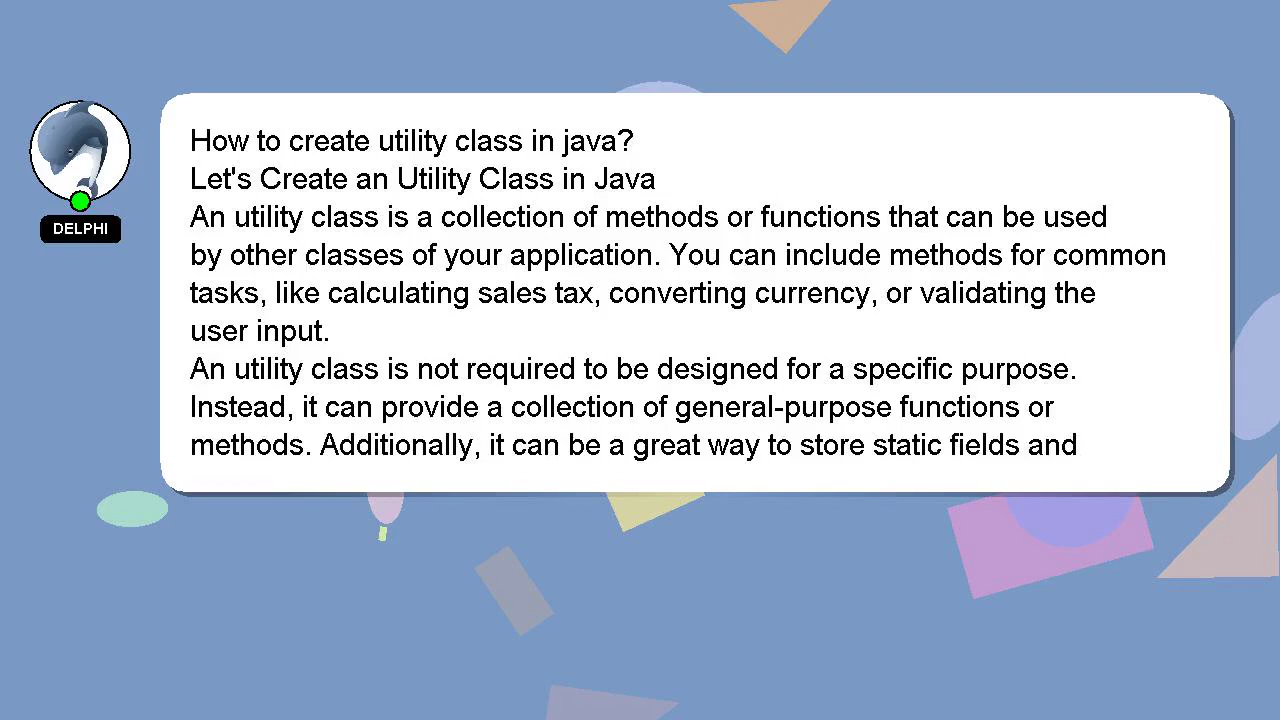 DELPHI
How to create utility class in java?
Let's Create an Utility Class in Java
An utility class is a collection of methods or functions that can be used
by other classes of your application. You can include methods for common
tasks, like calculating sales tax, converting currency, or validating the
user input.
An utility class is not required to be designed for a specific purpose.
Instead, it can provide a collection of general-purpose functions or
methods. Additionally, it can be a great way to store static fields and